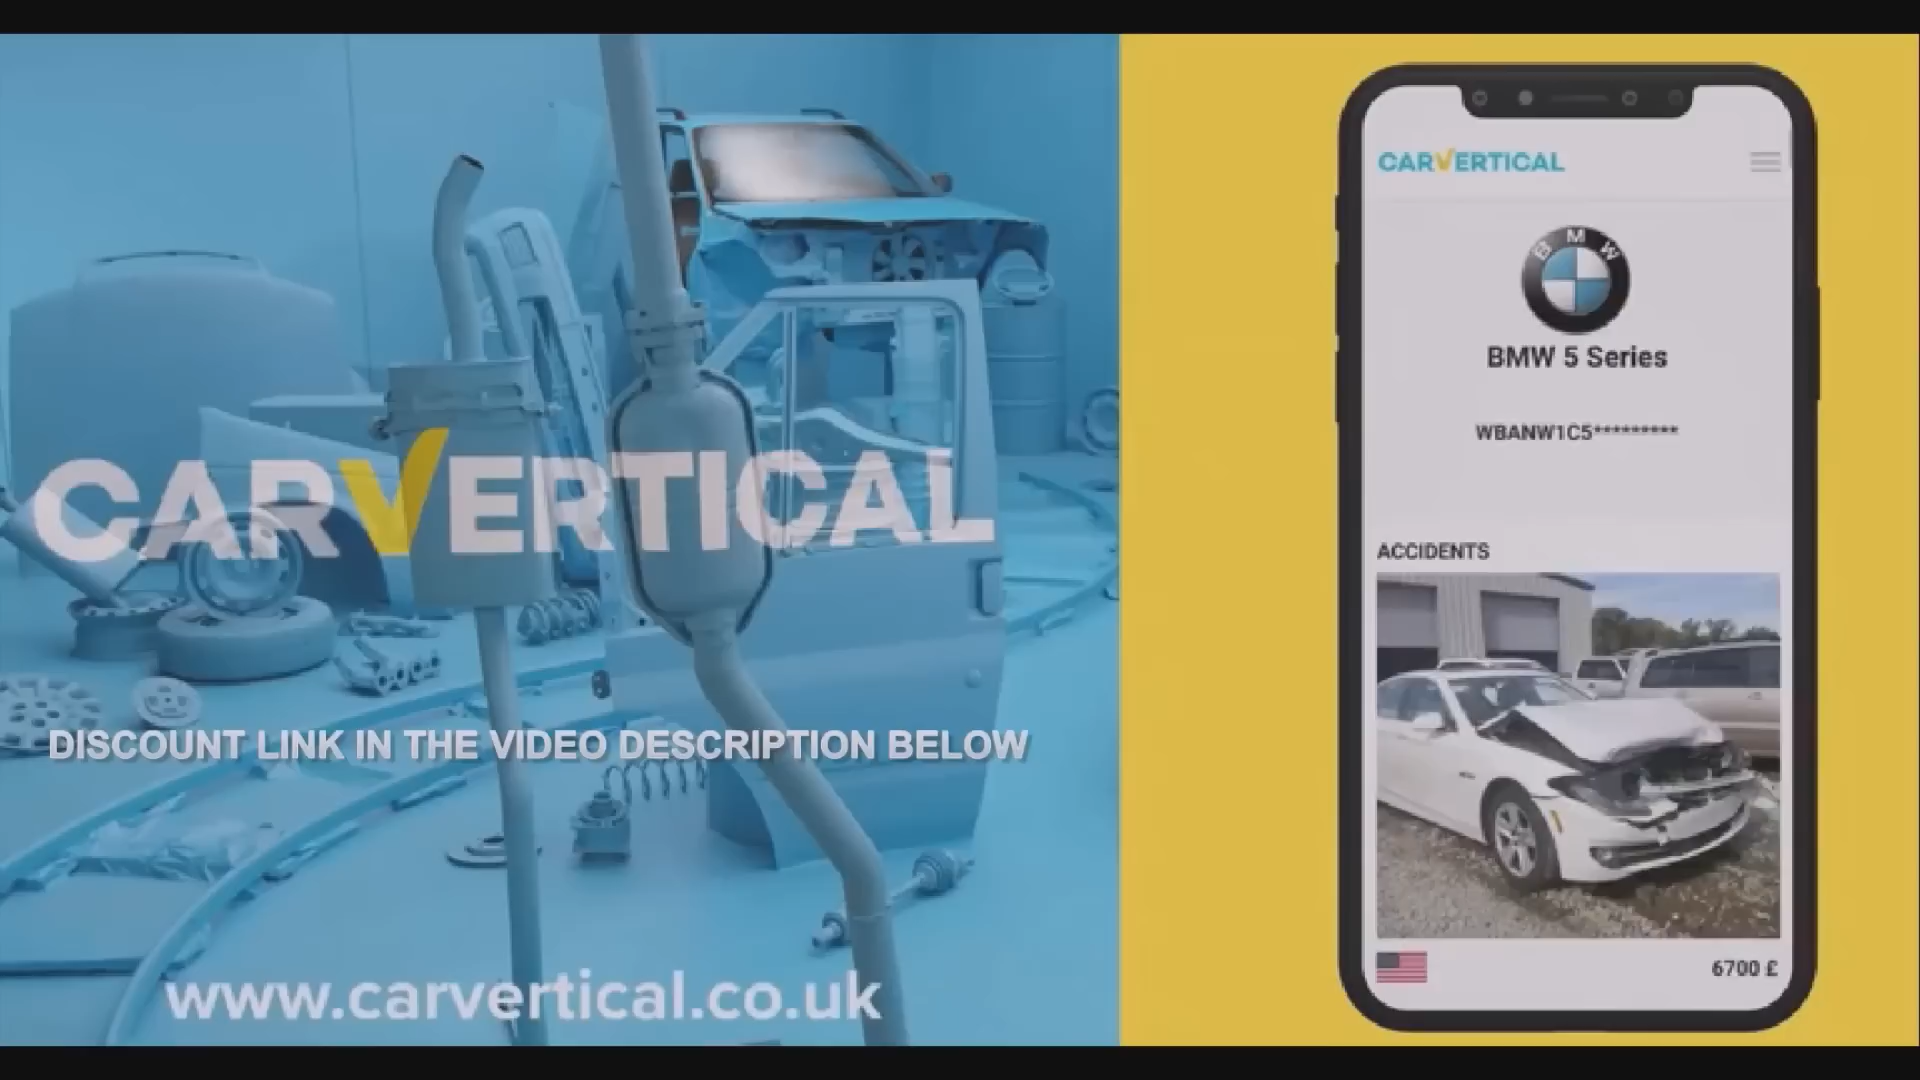 CARVERTICAL
DISCOUNT LINK IN THE VIDEO DESCRIPTION BELOW
www.carvertical.co.uk
CARVERTICAL
BMW
BMW 5 Series
WBANW1C5*********
ACCIDENTS
6700 £